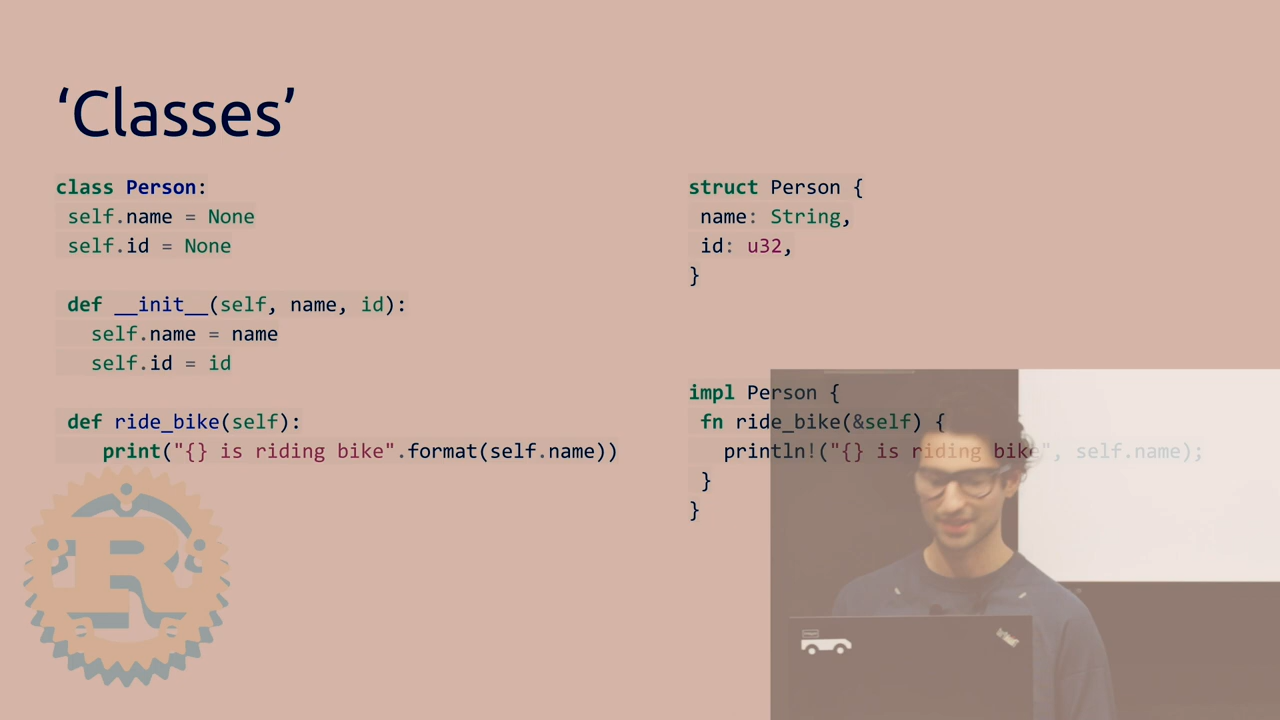 ‘Classes’
class Person:
 self.name = None
 self.id = None
 def __init__(self, name, id):
   self.name = name
   self.id = id
 def ride_bike(self):
    print("{} is riding bike".format(self.name))
struct Person {
 name: String,
 id: u32,
}
impl Person {
 fn ride_bike(&self) {
   println!("{} is riding bike", self.name);
 }
}
R